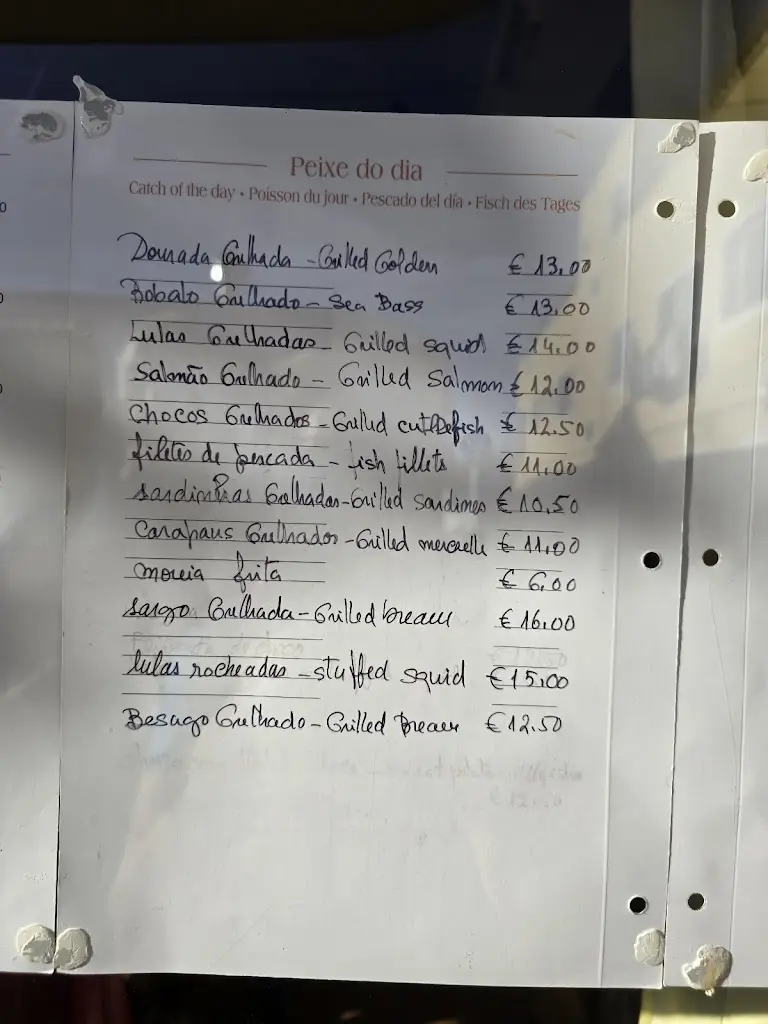 Peixe do dia
Catch of the day • Poisson du jour • Pescado del día • Fisch des Tages
Dourada Grelhada - Grilled Golden € 13,00
Robalo Grelhado - Sea Bass € 13,00
Lulas Grelhadas - Grilled squid € 14,00
Salmão Grelhado - Grilled Salmon € 12,00
Chocos Grelhados - Grilled cuttlefish € 12.50
filetes de pescada - fish fillets € 11,00
sardinhas Grelhadas - Grilled sardines € 10,50
Carapaus Grelhados - Grilled € 11,00
moreia frita € 6,00
sargo Grelhada - Grilled bream € 16,00
lulas recheadas - stuffed squid € 15,00
Besugo Grelhado - Grilled bream € 12.50